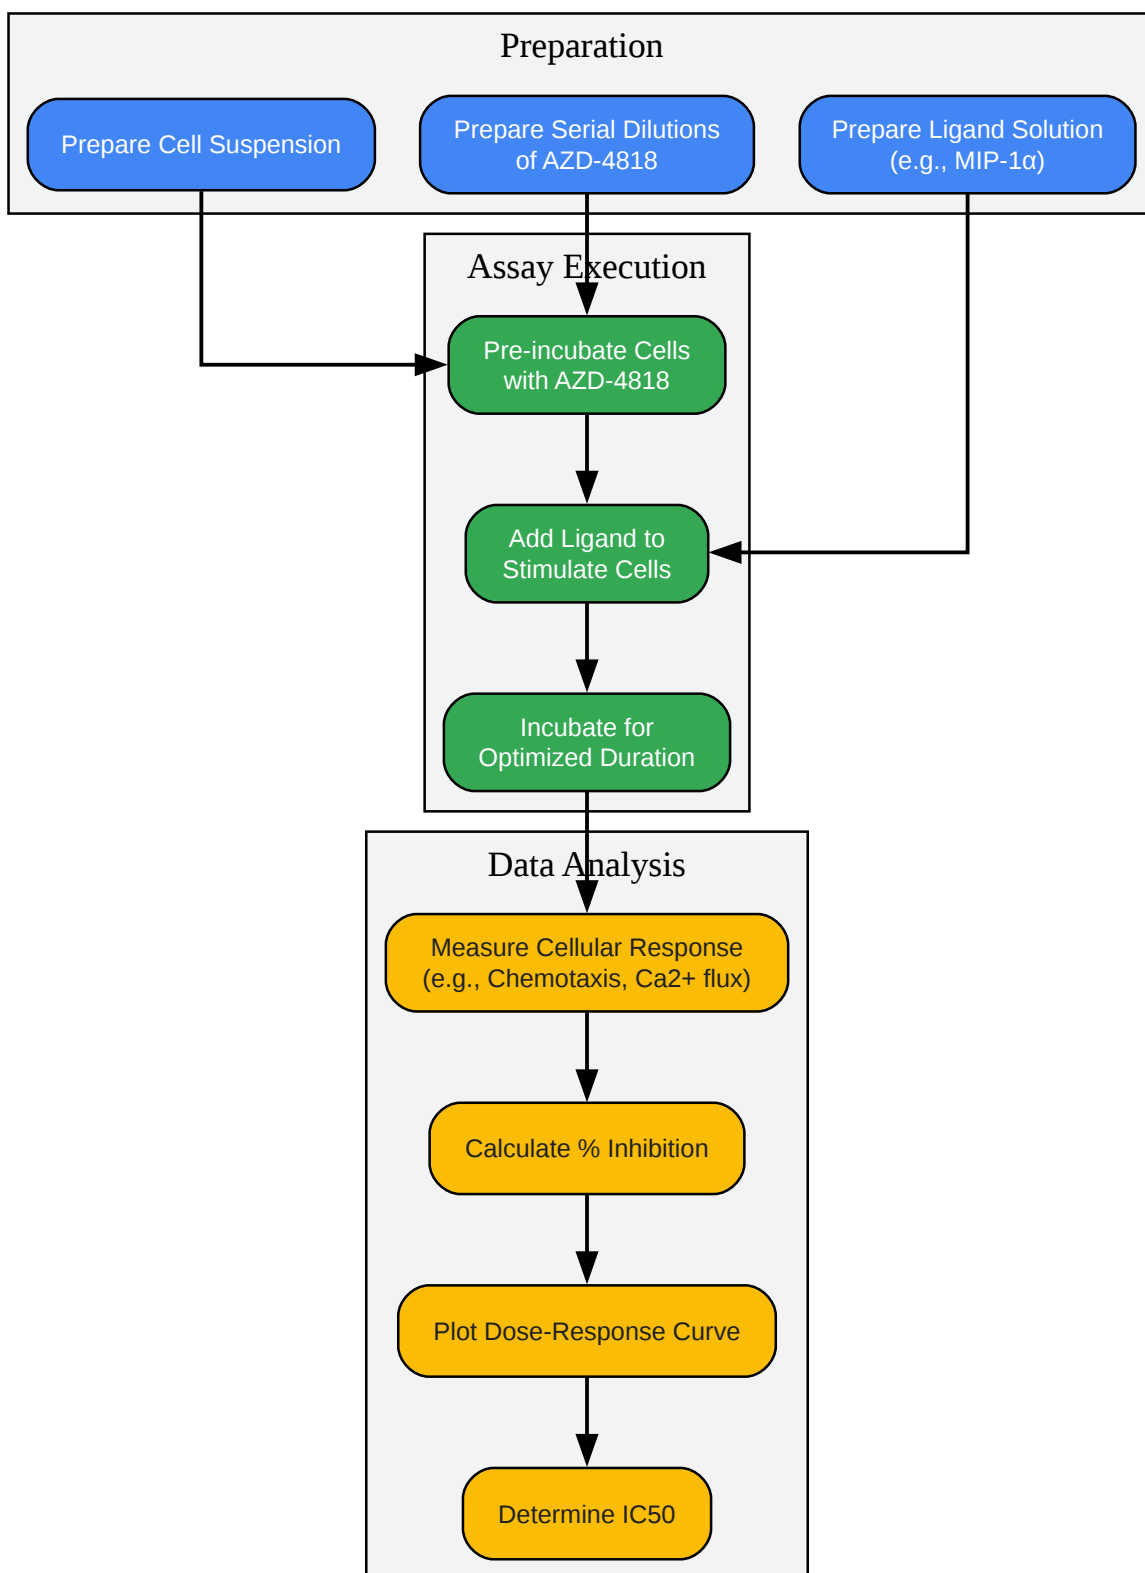 Preparation
Prepare Cell Suspension
Prepare Serial Dilutions
of AZD-4818
Prepare Ligand Solution
(e.g., MIP-1α)
Assay Execution
Pre-incubate Cells
with AZD-4818
Add Ligand to
Stimulate Cells
Incubate for
Optimized Duration
Data Analysis
Measure Cellular Response
(e.g., Chemotaxis, Ca2+ flux)
Calculate % Inhibition
Plot Dose-Response Curve
Determine IC50